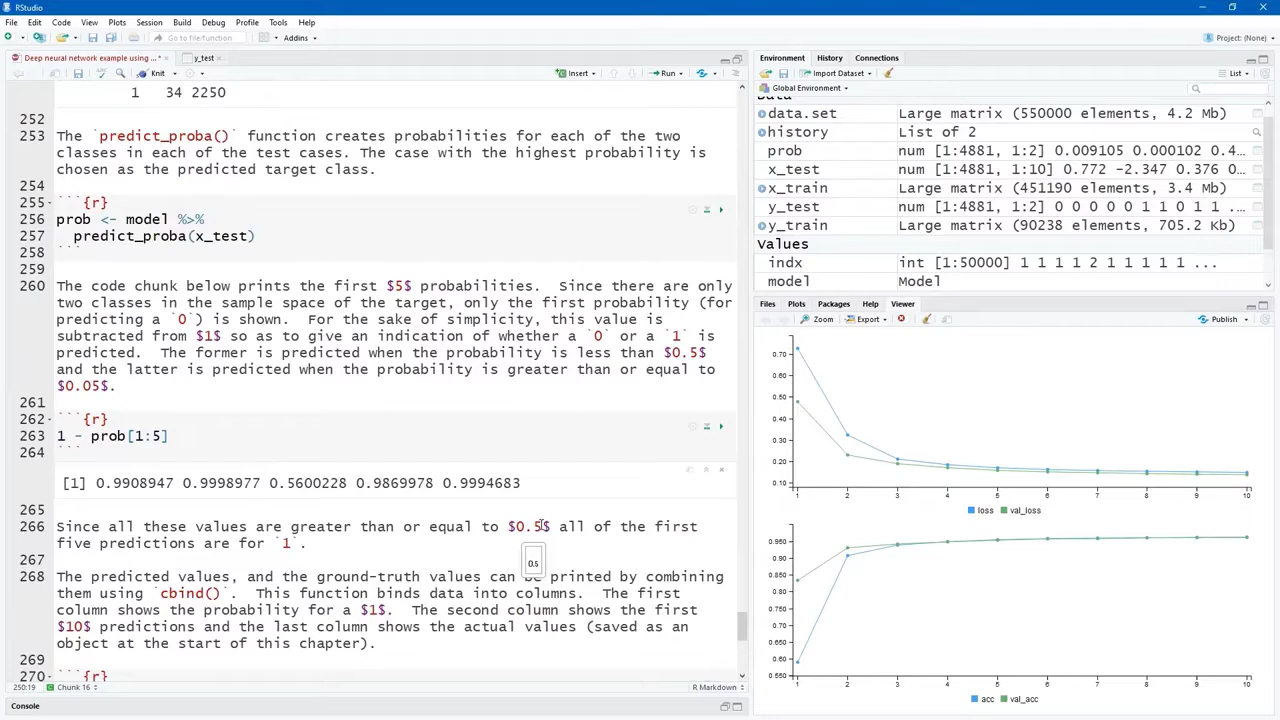 RStudio
File Edit Code View Plots Session Build Debug Profile Tools Help
Go to file/function
Addins
Project: (None)
Deep neural network example using ...*
y_test
Knit
Insert
Run
1    34 2250
252
253 The `predict_proba()` function creates probabilities for each of the two
classes in each of the test cases. The case with the highest probability is
chosen as the predicted target class.
254
255 ```{r}
256 prob <- model %>%
257   predict_proba(x_test)
258 ```
259
260 The code chunk below prints the first $5$ probabilities.  Since there are only
two classes in the sample space of the target, only the first probability (for
predicting a `0`) is shown.  For the sake of simplicity, this value is
subtracted from $1$ so as to give an indication of whether a `0` or a `1` is
predicted.  The former is predicted when the probability is less than $0.5$
and the latter is predicted when the probability is greater than or equal to
$0.05$.
261
262 ```{r}
263 1 - prob[1:5]
264 ```
[1] 0.9908947 0.9998977 0.5600228 0.9869978 0.9994683
265
266 Since all these values are greater than or equal to $0.5$ all of the first
five predictions are for `1`.
0.5
267
268 The predicted values, and the ground-truth values can be printed by combining
them using `cbind()`.  This function binds data into columns.  The first
column shows the probability for a $1$.  The second column shows the first
$10$ predictions and the last column shows the actual values (saved as an
object at the start of this chapter).
269
270 ```{r}
250:19
Chunk 16
R Markdown
Console
Environment History Connections
Import Dataset
List
Global Environment
Data
data.set Large matrix (550000 elements, 4.2 Mb)
history List of 2
prob num [1:4881, 1:2] 0.009105 0.000102 0.4...
x_test num [1:4881, 1:10] 0.772 -2.347 0.376 0...
x_train Large matrix (451190 elements, 3.4 Mb)
y_test num [1:4881, 1:2] 0 0 0 0 0 1 1 0 1 1 ...
y_train Large matrix (90238 elements, 705.2 Kb)
Values
indx int [1:50000] 1 1 1 1 2 1 1 1 1 1 ...
model Model
Files Plots Packages Help Viewer
Zoom Export
Publish
0.70
0.60
0.50
0.40
0.30
0.20
0.10
1 2 3 4 5 6 7 8 9 10
loss val_loss
0.950
0.900
0.850
0.800
0.750
0.700
0.650
0.600
0.550
1 2 3 4 5 6 7 8 9 10
acc val_acc